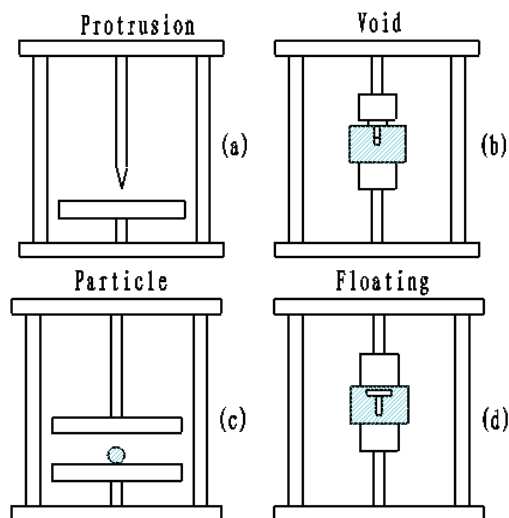 Protrusion
Void
(a)
(b)
Particle
Floating
(c)
(d)